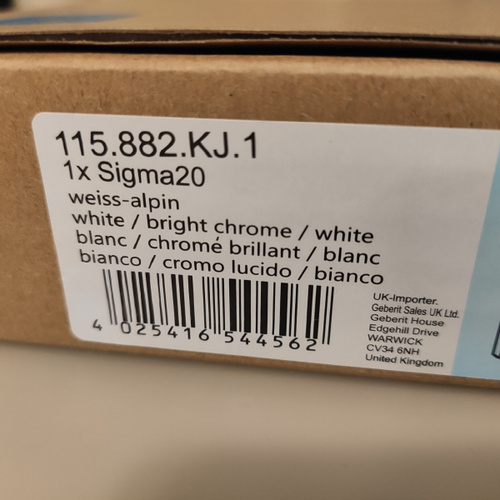 115.882.KJ.1
1x Sigma20
weiss-alpin
white / bright chrome / white
blanc / chromé brillant / blanc
bianco / cromo lucido / bianco
4 025416 544562
UK-Importer.
Geberit Sales UK Ltd.
Geberit House
Edgehill Drive
WARWICK
CV34 6NH
United Kingdom